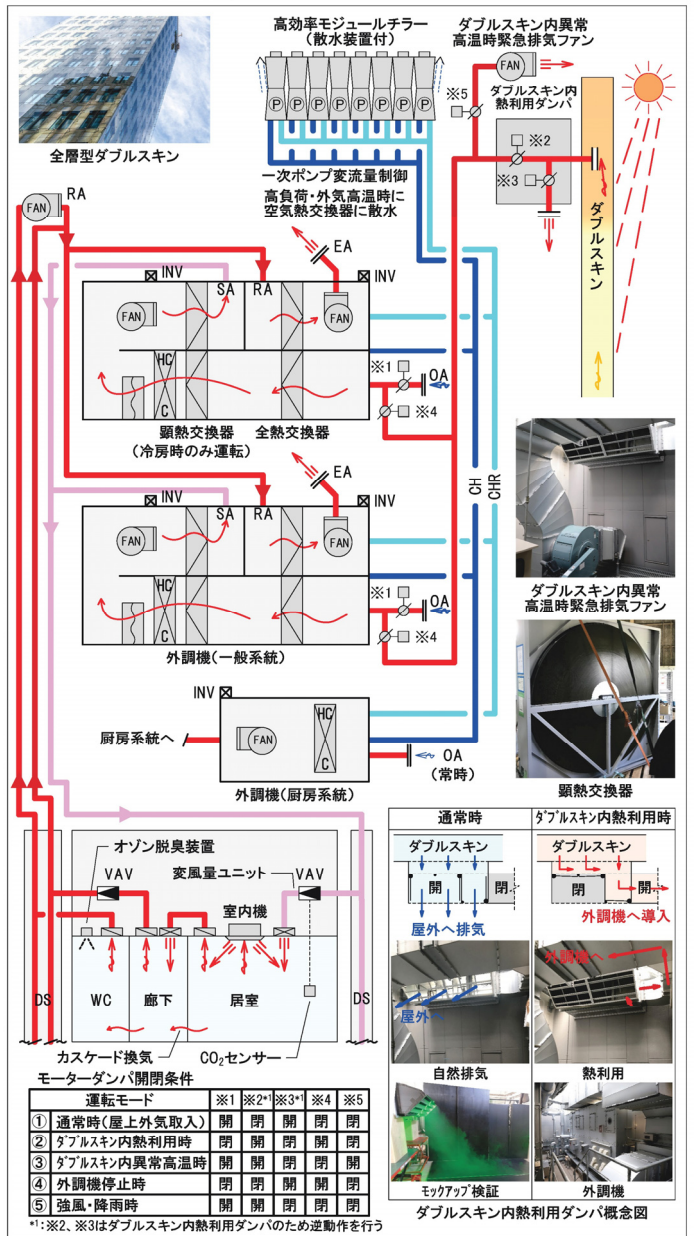 高効率モジュールチラー
(散水装置付)
ダブルスキン内異常
高温時緊急排気ファン
FAN
※5
ダブルスキン内
熱利用ダンパ
※2
※3
ダブルスキン
P P P P P P P P
全層型ダブルスキン
一次ポンプ変流量制御
高負荷・外気高温時に
空気熱交換器に散水
FAN
RA
EA
INV
SA
RA
INV
FAN
FAN
HC
C
※1
OA
※4
顕熱交換器
(冷房時のみ運転)
全熱交換器
CH
CHR
EA
INV
SA
RA
INV
FAN
FAN
HC
C
※1
OA
※4
外調機(一般系統)
ダブルスキン内異常
高温時緊急排気ファン
INV
厨房系統へ
FAN
HC
C
OA
(常時)
外調機(厨房系統)
顕熱交換器
オゾン脱臭装置
VAV
変風量ユニット
VAV
室内機
DS
WC
廊下
居室
DS
カスケード換気
CO2センサー
通常時
ダブルスキン内熱利用時
ダブルスキン
開
閉
屋外へ排気
ダブルスキン
閉
開
外調機へ導入
屋外へ
外調機へ
自然排気
熱利用
モックアップ検証
外調機
ダブルスキン内熱利用ダンパ概念図
モーターダンパ開閉条件
運転モード ※1 ※2*1 ※3*1 ※4 ※5
① 通常時(屋上外気取入) 開 閉 開 閉 閉
② ダブルスキン内熱利用時 閉 開 閉 開 閉
③ ダブルスキン内異常高温時 開 開 閉 閉 開
④ 外調機停止時 閉 閉 開 閉 閉
⑤ 強風・降雨時 開 開 閉 閉 閉
*1:※2、※3はダブルスキン内熱利用ダンパのため逆動作を行う